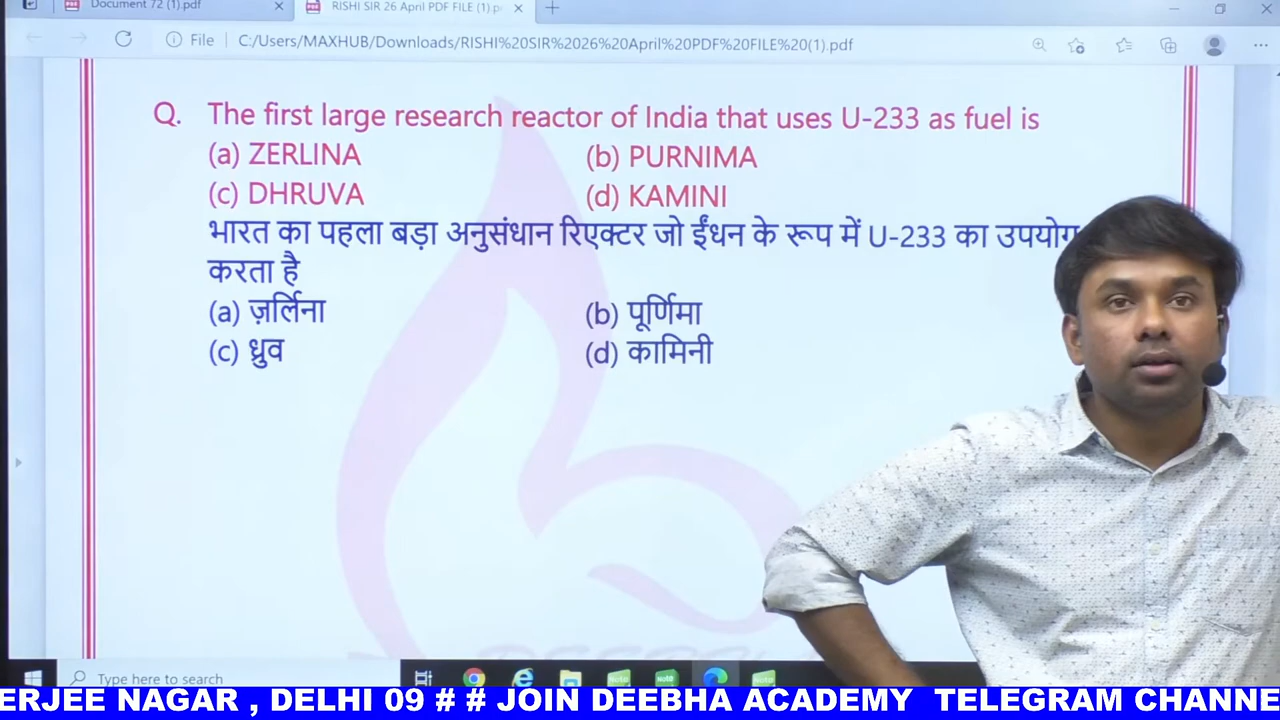 Document 72 (1).pdf
RISHI SIR 26 April PDF FILE (1).p
File C:/Users/MAXHUB/Downloads/RISHI%20SIR%2026%20April%20PDF%20FILE%20(1).pdf
Q. The first large research reactor of India that uses U-233 as fuel is
(a) ZERLINA (b) PURNIMA
(c) DHRUVA (d) KAMINI
भारत का पहला बड़ा अनुसंधान रिएक्टर जो ईंधन के रूप में U-233 का उपयोग
करता है
(a) ज़र्लिना (b) पूर्णिमा
(c) ध्रुव (d) कामिनी
Type here to search
ERJEE NAGAR , DELHI 09 # # JOIN DEEBHA ACADEMY TELEGRAM CHANNE